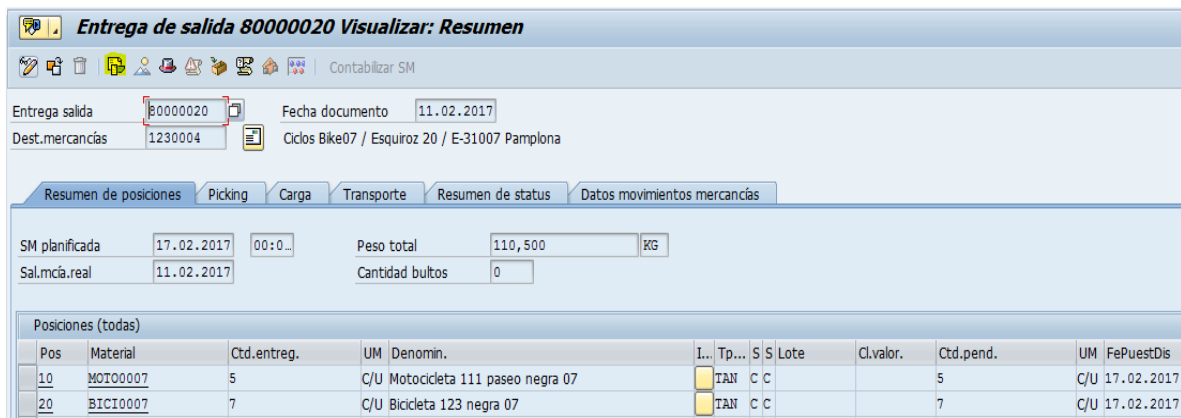 Entrega de salida 80000020 Visualizar: Resumen
Contabilizar SM
Entrega salida 80000020 Fecha documento 11.02.2017
Dest.mercancías 1230004 Ciclos Bike07 / Esquiroz 20 / E-31007 Pamplona
Resumen de posiciones Picking Carga Transporte Resumen de status Datos movimientos mercancías
SM planificada 17.02.2017 00:0... Peso total 110,500 KG
Sal.mcía.real 11.02.2017 Cantidad bultos 0
Posiciones (todas)
Pos Material Ctd.entreg. UM Denomin. I... Tp... S S Lote Cl.valor. Ctd.pend. UM FePuestDis
10 MOTO0007 5 C/U Motocicleta 111 paseo negra 07 TAN C C 5 C/U 17.02.2017
20 BICI0007 7 C/U Bicicleta 123 negra 07 TAN C C 7 C/U 17.02.2017